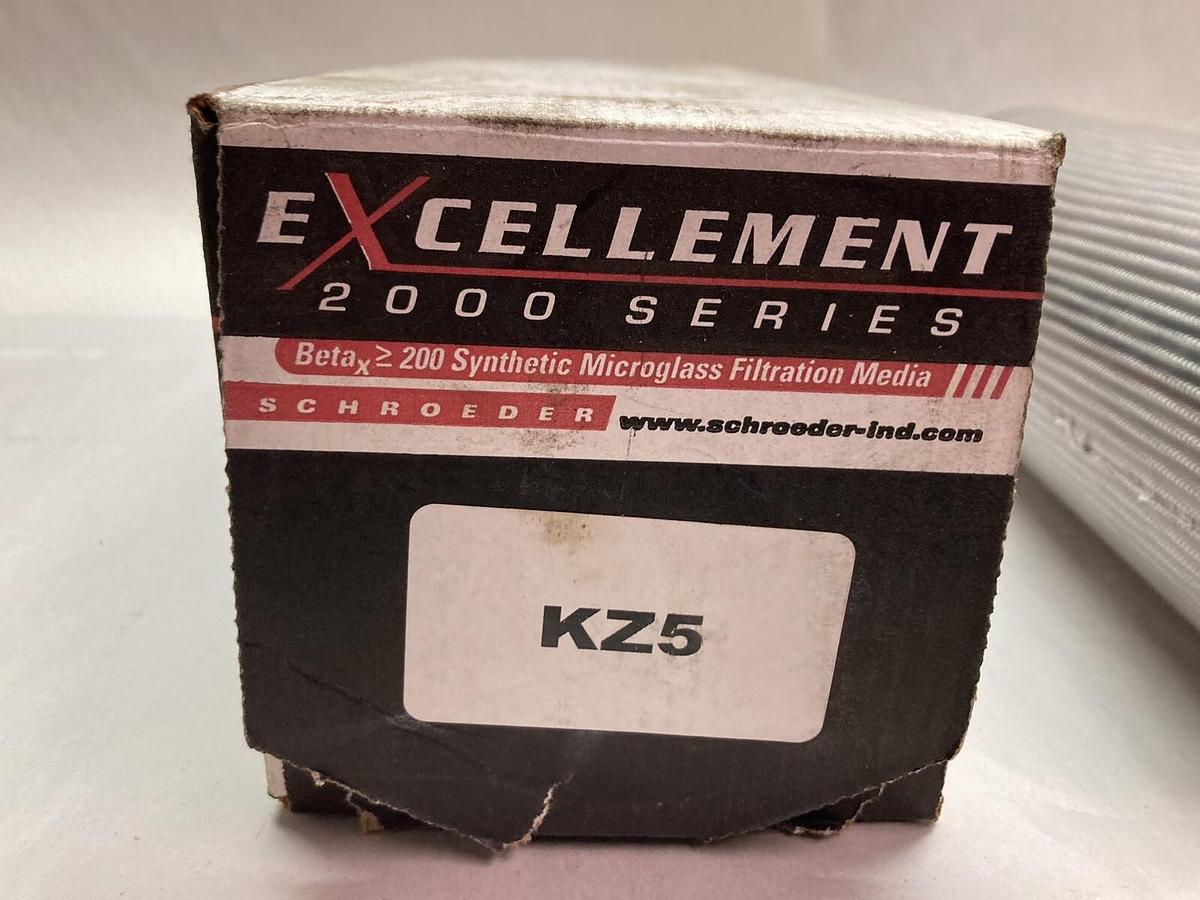 EXCELLEMENT
2000 SERIES
Betax ≥ 200 Synthetic Microglass Filtration Media
SCHROEDER www.schroeder-ind.com
KZ5